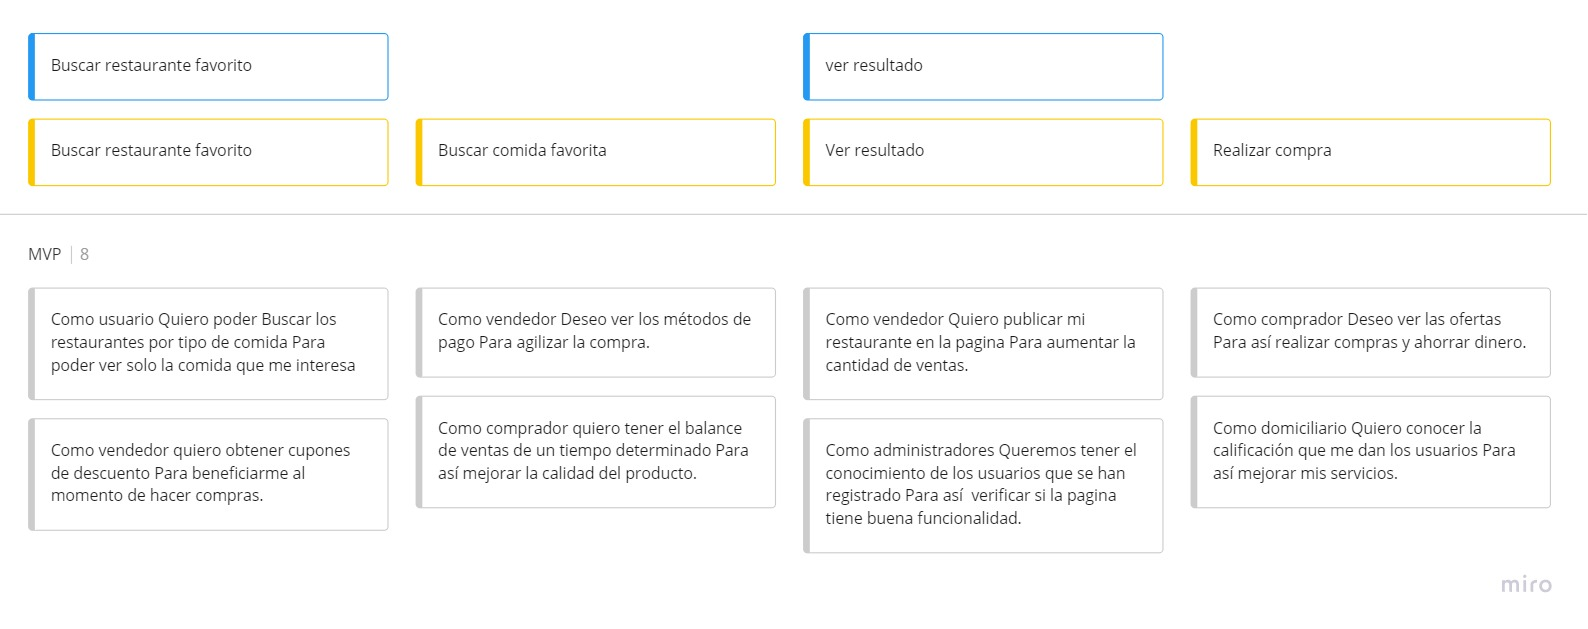 Buscar restaurante favorito
ver resultado
Buscar restaurante favorito
Buscar comida favorita
Ver resultado
Realizar compra
MVP | 8
Como usuario Quiero poder Buscar los
restaurantes por tipo de comida Para
poder ver solo la comida que me interesa
Como vendedor Deseo ver los métodos de
pago Para agilizar la compra.
Como vendedor Quiero publicar mi
restaurante en la pagina Para aumentar la
cantidad de ventas.
Como comprador Deseo ver las ofertas
Para así realizar compras y ahorrar dinero.
Como vendedor quiero obtener cupones
de descuento Para beneficiarme al
momento de hacer compras.
Como comprador quiero tener el balance
de ventas de un tiempo determinado Para
así mejorar la calidad del producto.
Como administradores Queremos tener el
conocimiento de los usuarios que se han
registrado Para así  verificar si la pagina
tiene buena funcionalidad.
Como domiciliario Quiero conocer la
calificación que me dan los usuarios Para
así mejorar mis servicios.
miro